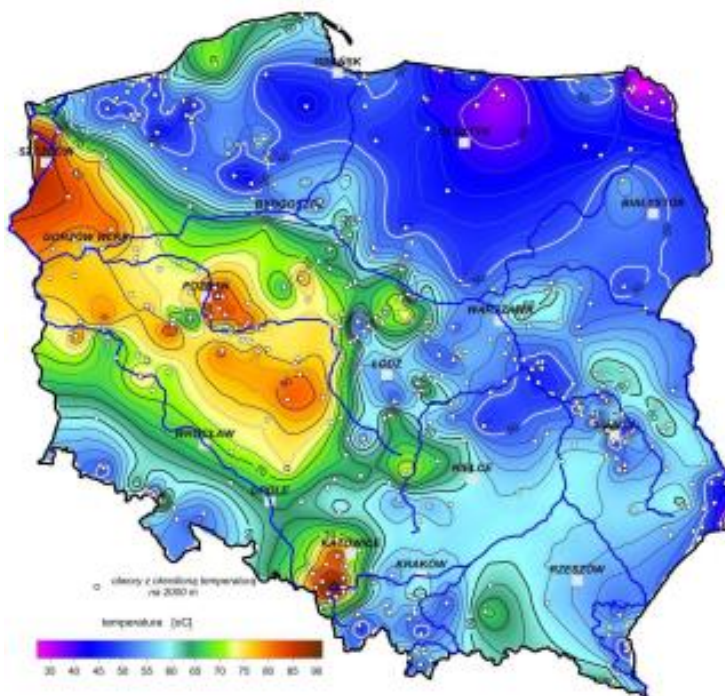 GDAŃSK
OLSZTYN
SZCZECIN
BIAŁYSTOK
BYDGOSZCZ
GORZÓW WLKP.
POZNAŃ
WARSZAWA
ŁÓDŹ
WROCŁAW
KIELCE
OPOLE
KATOWICE
KRAKÓW
RZESZÓW
otwory z określoną temperaturą
na 2000 m
temperatura [oC]
30 35 40 45 50 55 60 65 70 75 80 85 90